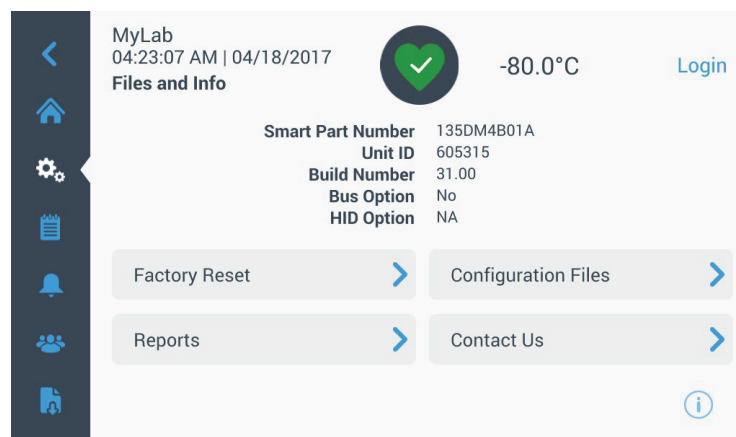 MyLab
04:23:07 AM | 04/18/2017
Files and Info
-80.0°C
Login
Smart Part Number 135DM4B01A
Unit ID 605315
Build Number 31.00
Bus Option No
HID Option NA
Factory Reset
Configuration Files
Reports
Contact Us